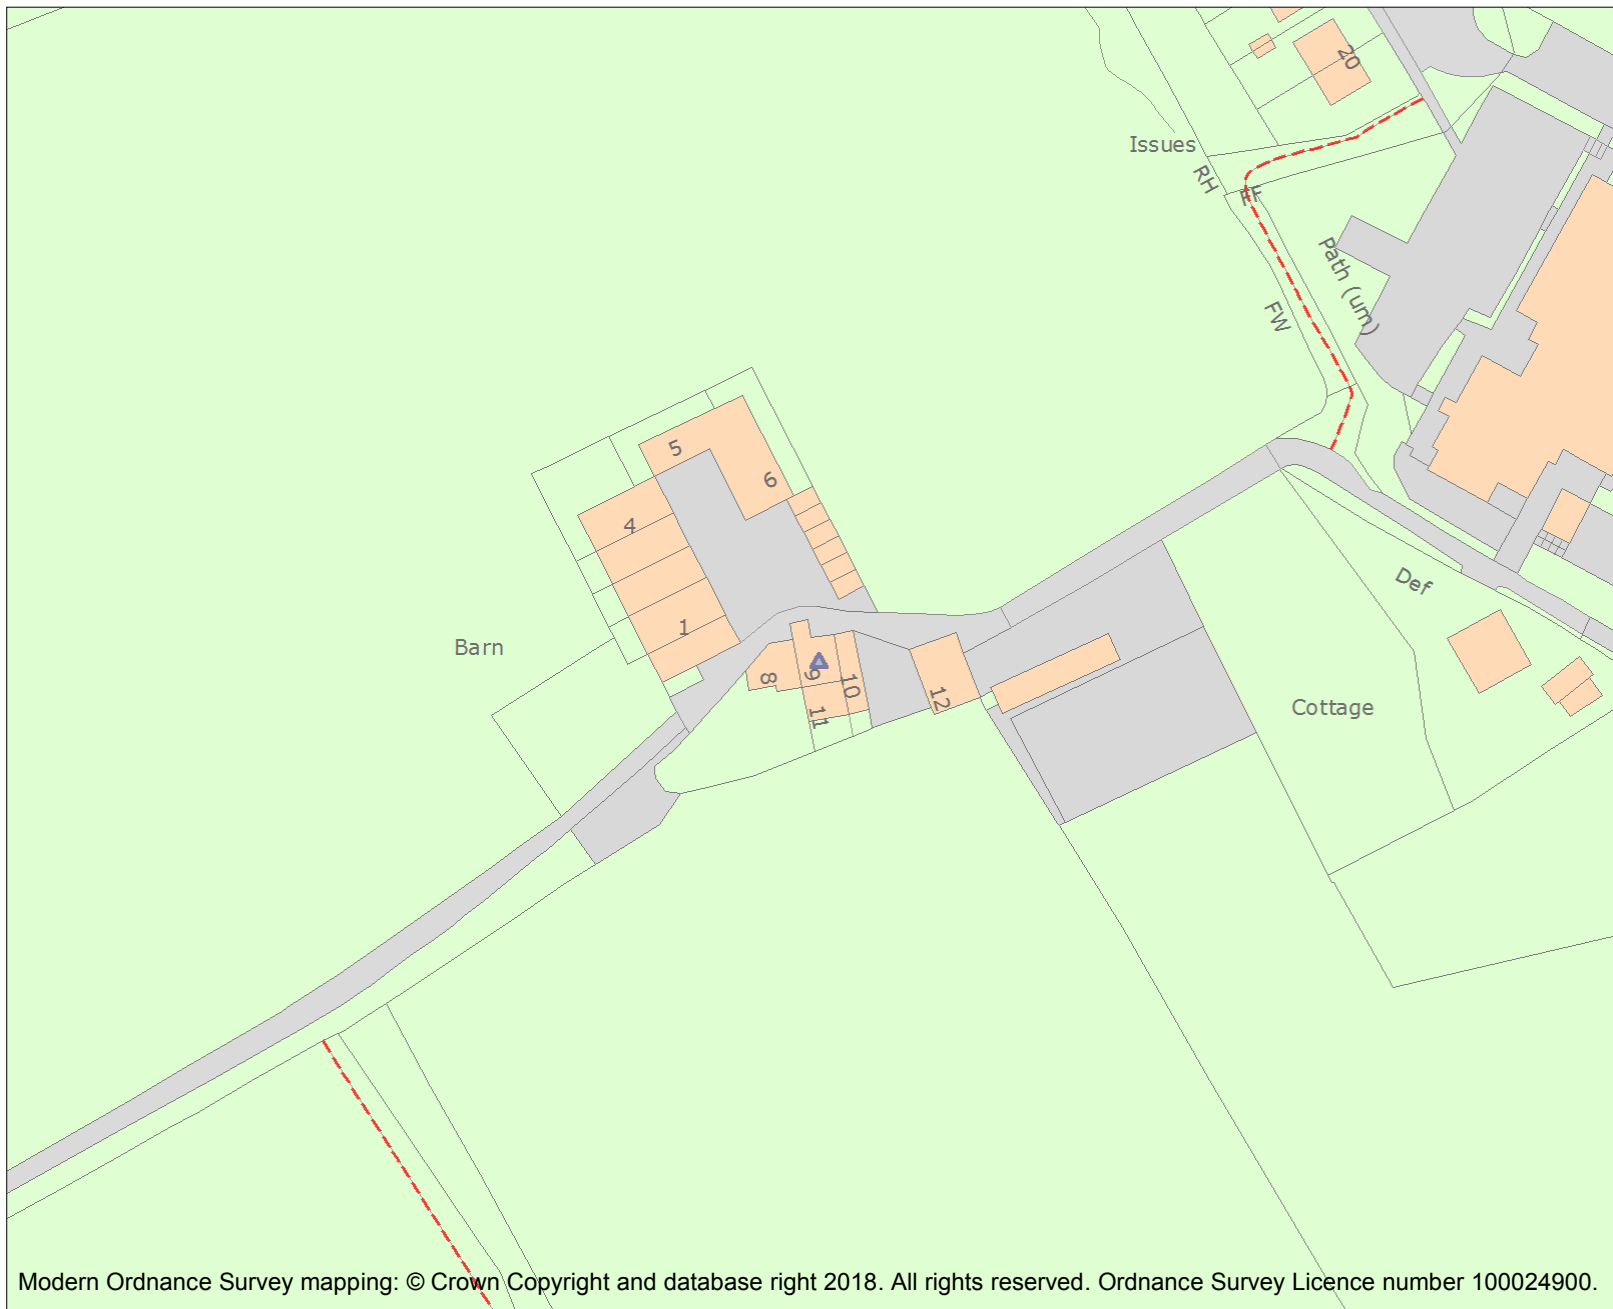 20
Issues
RH
FF
Path (um)
FW
5
6
4
Def
1
Barn
9
8
10
12
11
Cottage
Modern Ordnance Survey mapping: © Crown Copyright and database right 2018. All rights reserved. Ordnance Survey Licence number 100024900.